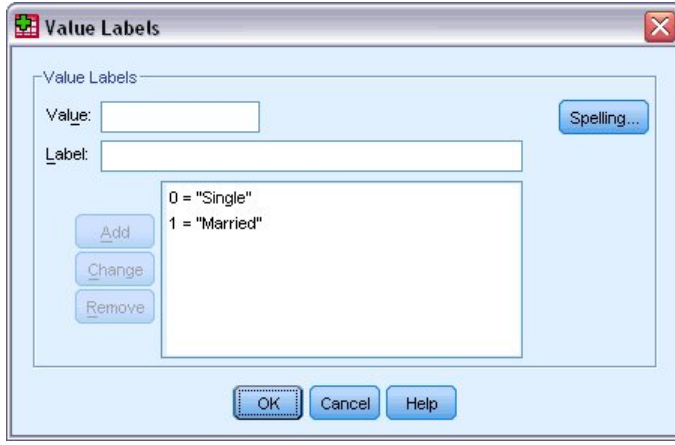 Value Labels
Value Labels
Value:
Spelling...
Label:
0 = "Single"
1 = "Married"
Add
Change
Remove
OK Cancel Help